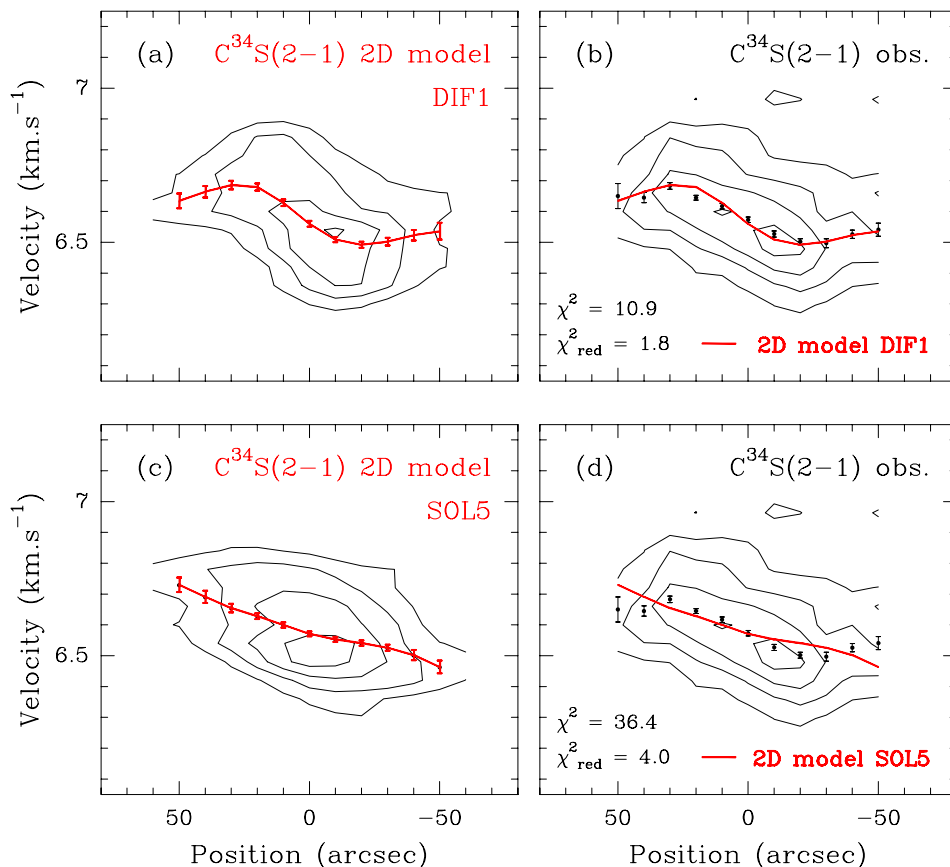 (a) C³⁴S(2−1) 2D model
DIF1
(b) C³⁴S(2−1) obs.
χ² = 10.9
χ²red = 1.8
2D model DIF1
Velocity (km.s⁻¹)
7
6.5
(c) C³⁴S(2−1) 2D model
SOL5
(d) C³⁴S(2−1) obs.
χ² = 36.4
χ²red = 4.0
2D model SOL5
Velocity (km.s⁻¹)
7
6.5
50 0 −50
50 0 −50
Position (arcsec)
Position (arcsec)